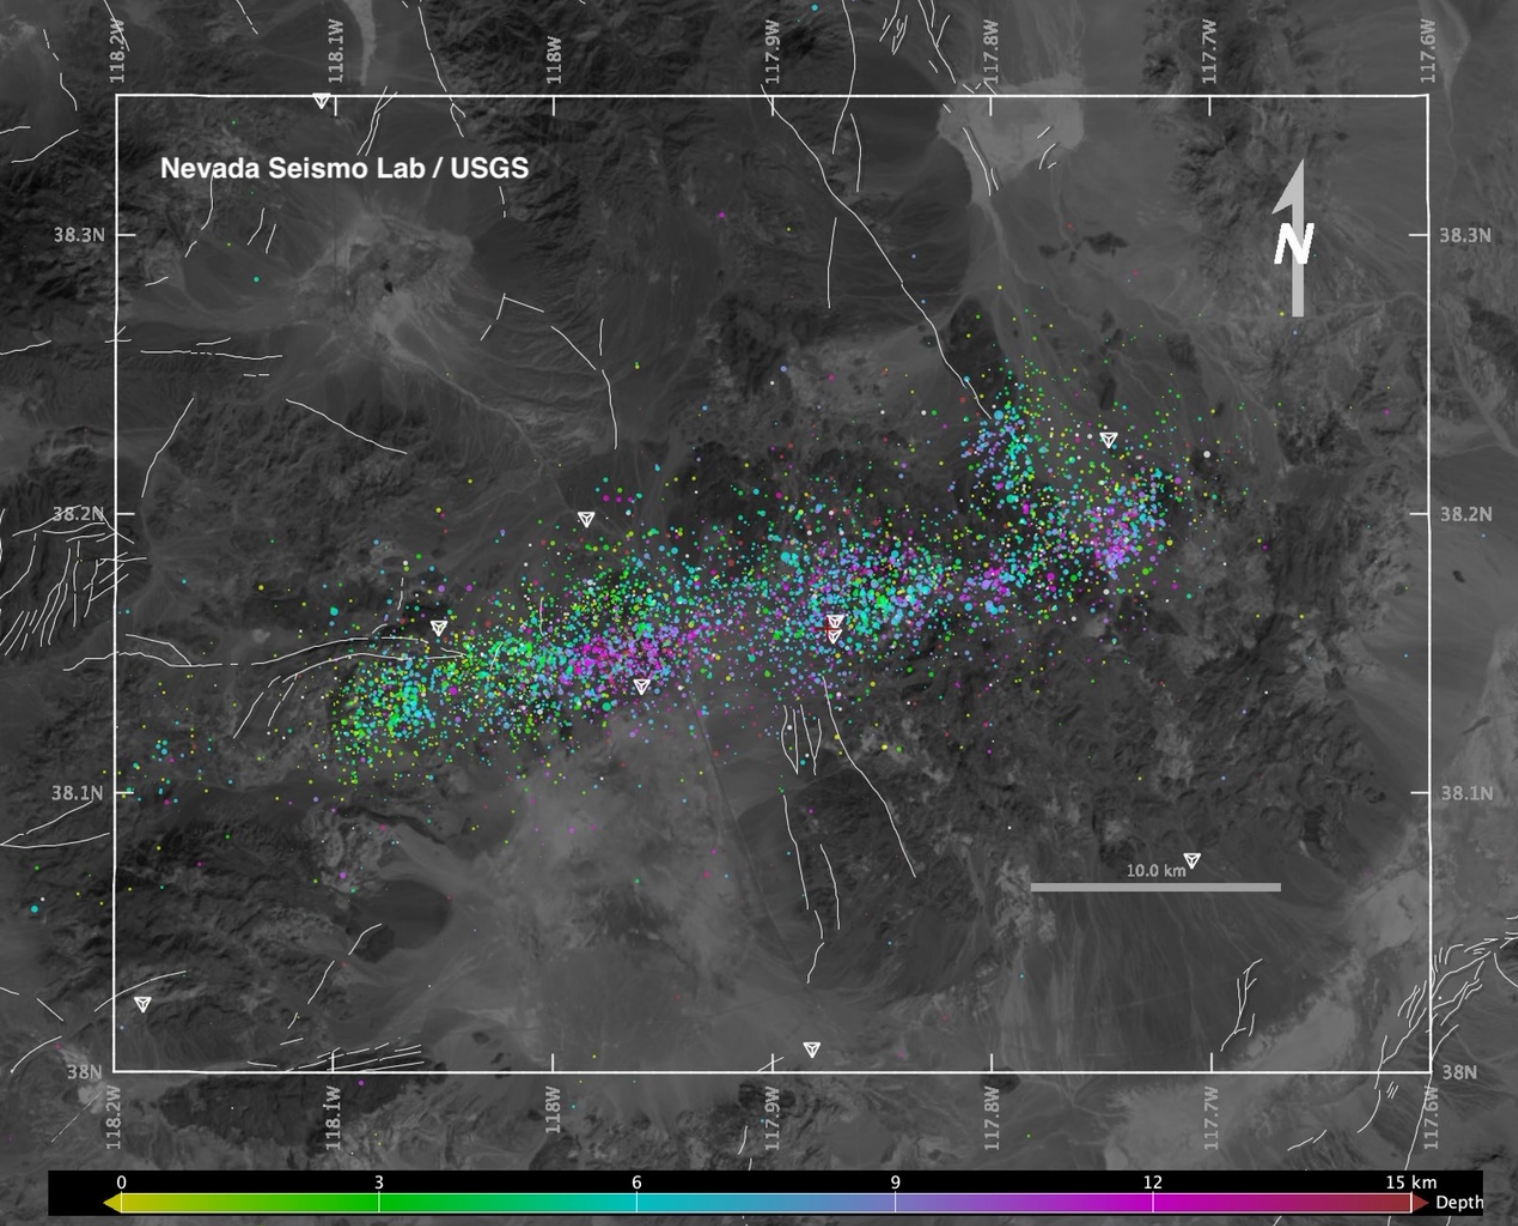 118.2W 118.1W 118W 117.9W 117.8W 117.7W 117.6W
Nevada Seismo Lab / USGS
38.3N 38.3N
N
38.2N 38.2N
38.1N 38.1N
10.0 km
38N 38N
118.2W 118.1W 118W 117.9W 117.8W 117.7W 117.6W
0 3 6 9 12 15 km
Depth